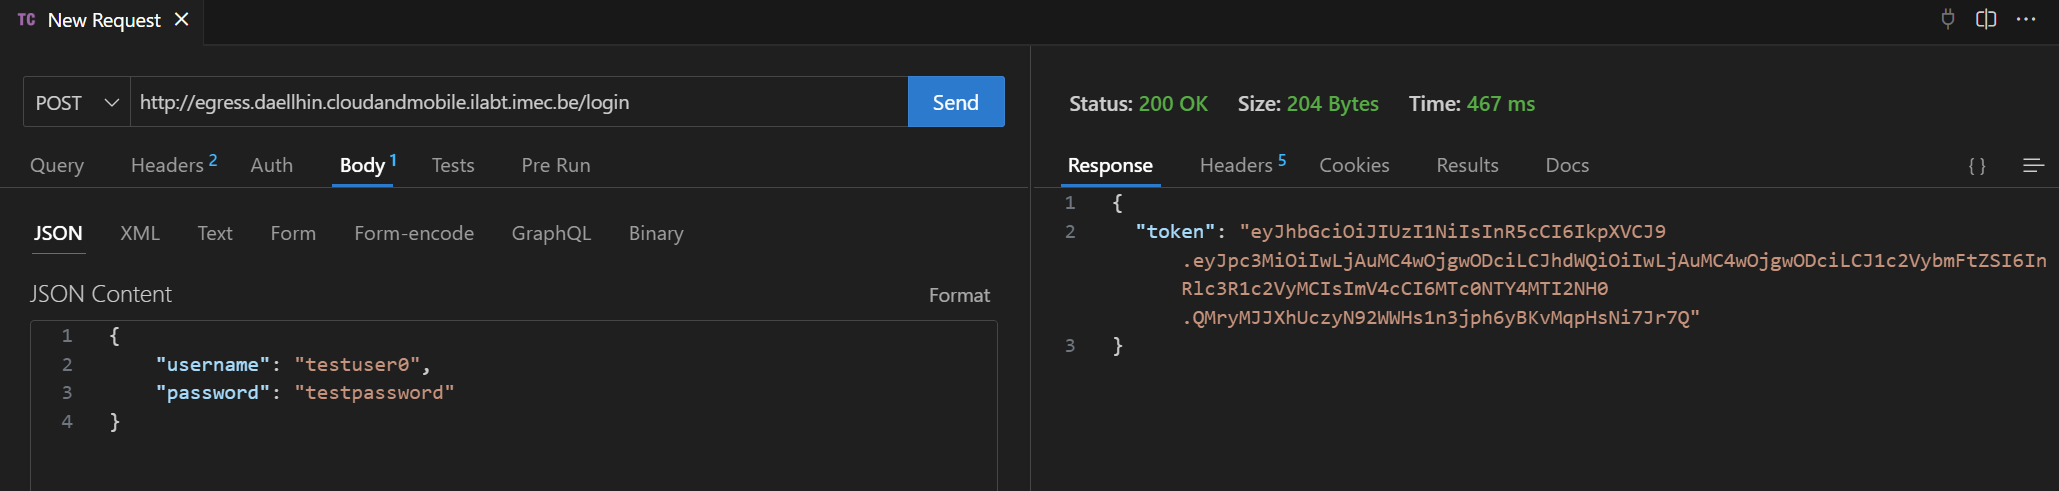 TC New Request
POST http://egress.daellhin.cloudandmobile.ilabt.imec.be/login Send
Query Headers 2 Auth Body 1 Tests Pre Run
JSON XML Text Form Form-encode GraphQL Binary
JSON Content Format
1 {
2 "username": "testuser0",
3 "password": "testpassword"
4 }
Status: 200 OK Size: 204 Bytes Time: 467 ms
Response Headers 5 Cookies Results Docs { }
1 {
2 "token": "eyJhbGciOiJIUzI1NiIsInR5cCI6IkpXVCJ9
.eyJpc3MiOiIwLjAuMC4wOjgwODciLCJhdWQiOiIwLjAuMC4wOjgwODciLCJ1c2VybmFtZSI6In
Rlc3R1c2VyMCIsImV4cCI6MTc0NTY4MTI2NH0
.QMryMJJXhUczyN92WWHs1n3jph6yBKvMqpHsNi7Jr7Q"
3 }